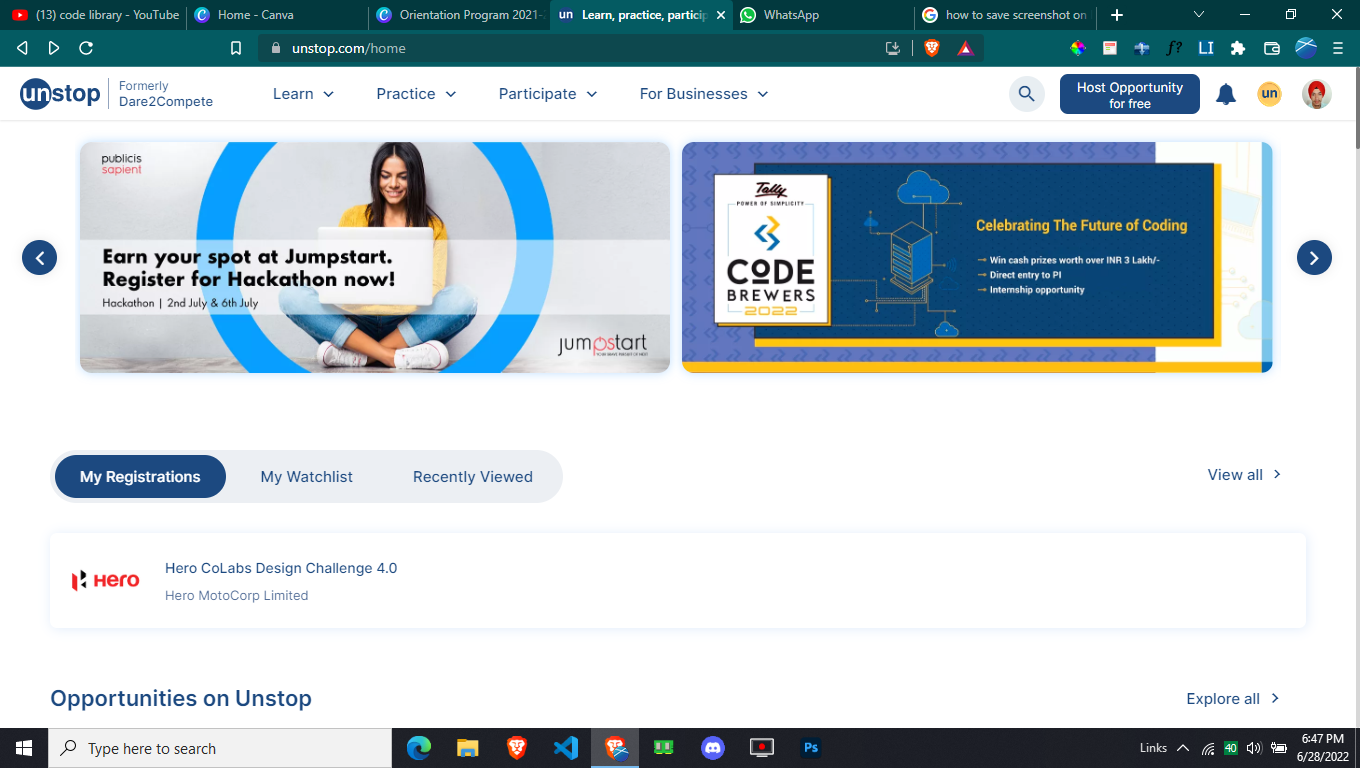 (13) code library - YouTube
Home - Canva
Orientation Program 2021-
un Learn, practice, particip
WhatsApp
how to save screenshot on
unstop.com/home
f?
LI
unstop
Formerly
Dare2Compete
Learn
Practice
Participate
For Businesses
Host Opportunity
for free
un
publicis
sapient
Earn your spot at Jumpstart.
Register for Hackathon now!
Hackathon | 2nd July & 6th July
jumpstart
Tally
POWER OF SIMPLICITY
CODE
BREWERS
2022
Celebrating The Future of Coding
Win cash prizes worth over INR 3 Lakh/-
Direct entry to PI
Internship opportunity
My Registrations
My Watchlist
Recently Viewed
View all
Hero
Hero CoLabs Design Challenge 4.0
Hero MotoCorp Limited
Opportunities on Unstop
Explore all
Type here to search
Ps
Links
40
6:47 PM
6/28/2022